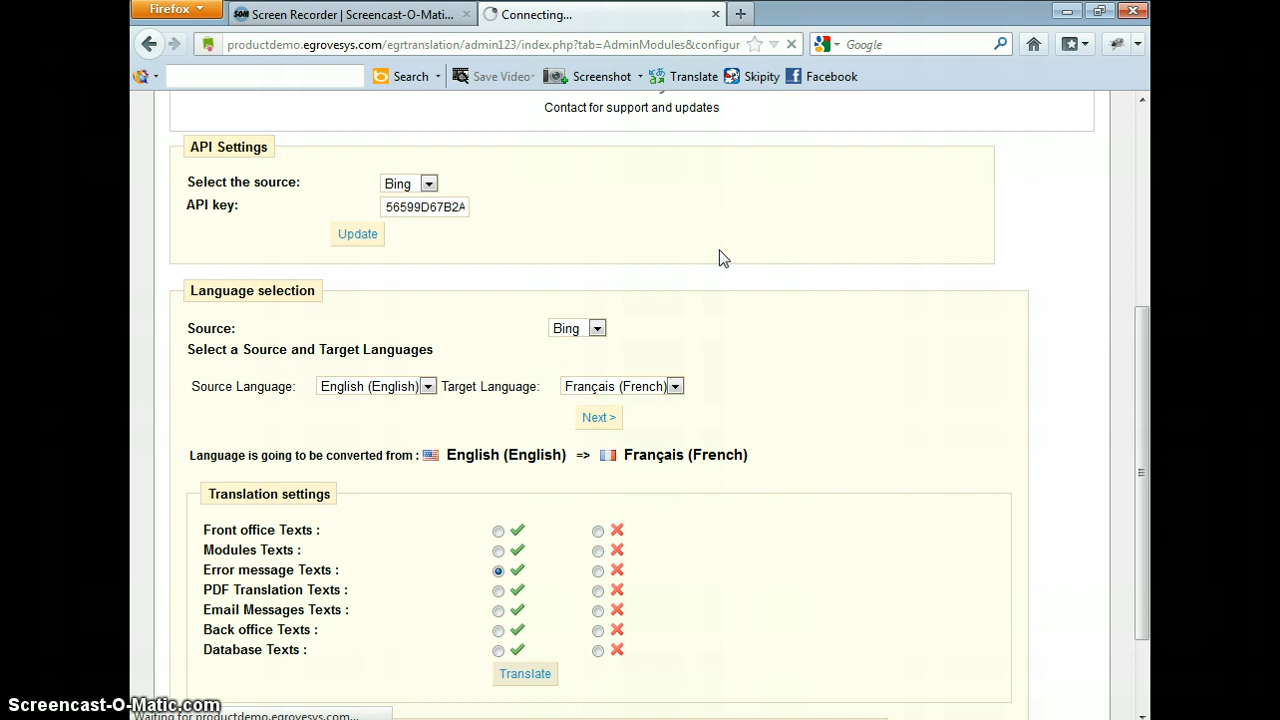 Firefox
Screen Recorder | Screencast-O-Mati...
Connecting...
productdemo.egrovesys.com/egrtranslation/admin123/index.php?tab=AdminModules&configur
Google
Search
Save Video
Screenshot
Translate
Skipity
Facebook
Contact for support and updates
API Settings
Select the source:
Bing
API key:
56599D67B2A
Update
Language selection
Source:
Bing
Select a Source and Target Languages
Source Language:
English (English)
Target Language:
Français (French)
Next >
Language is going to be converted from : English (English) => Français (French)
Translation settings
Front office Texts :
Modules Texts :
Error message Texts :
PDF Translation Texts :
Email Messages Texts :
Back office Texts :
Database Texts :
Translate
Screencast-O-Matic.com
Waiting for productdemo.egrovesys.com...